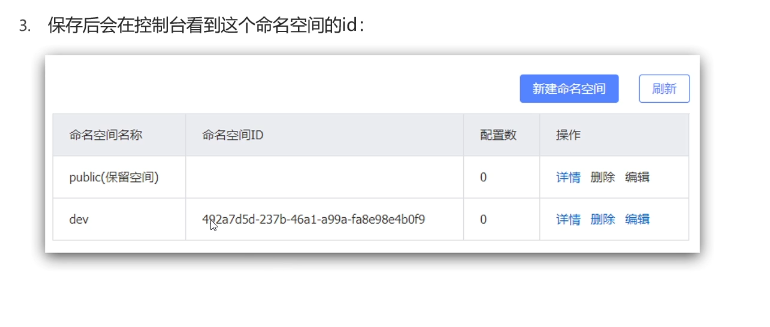 3. 保存后会在控制台看到这个命名空间的id：
新建命名空间 刷新
命名空间名称 命名空间ID 配置数 操作
public(保留空间) 0 详情 删除 编辑
dev 492a7d5d-237b-46a1-a99a-fa8e98e4b0f9 0 详情 删除 编辑